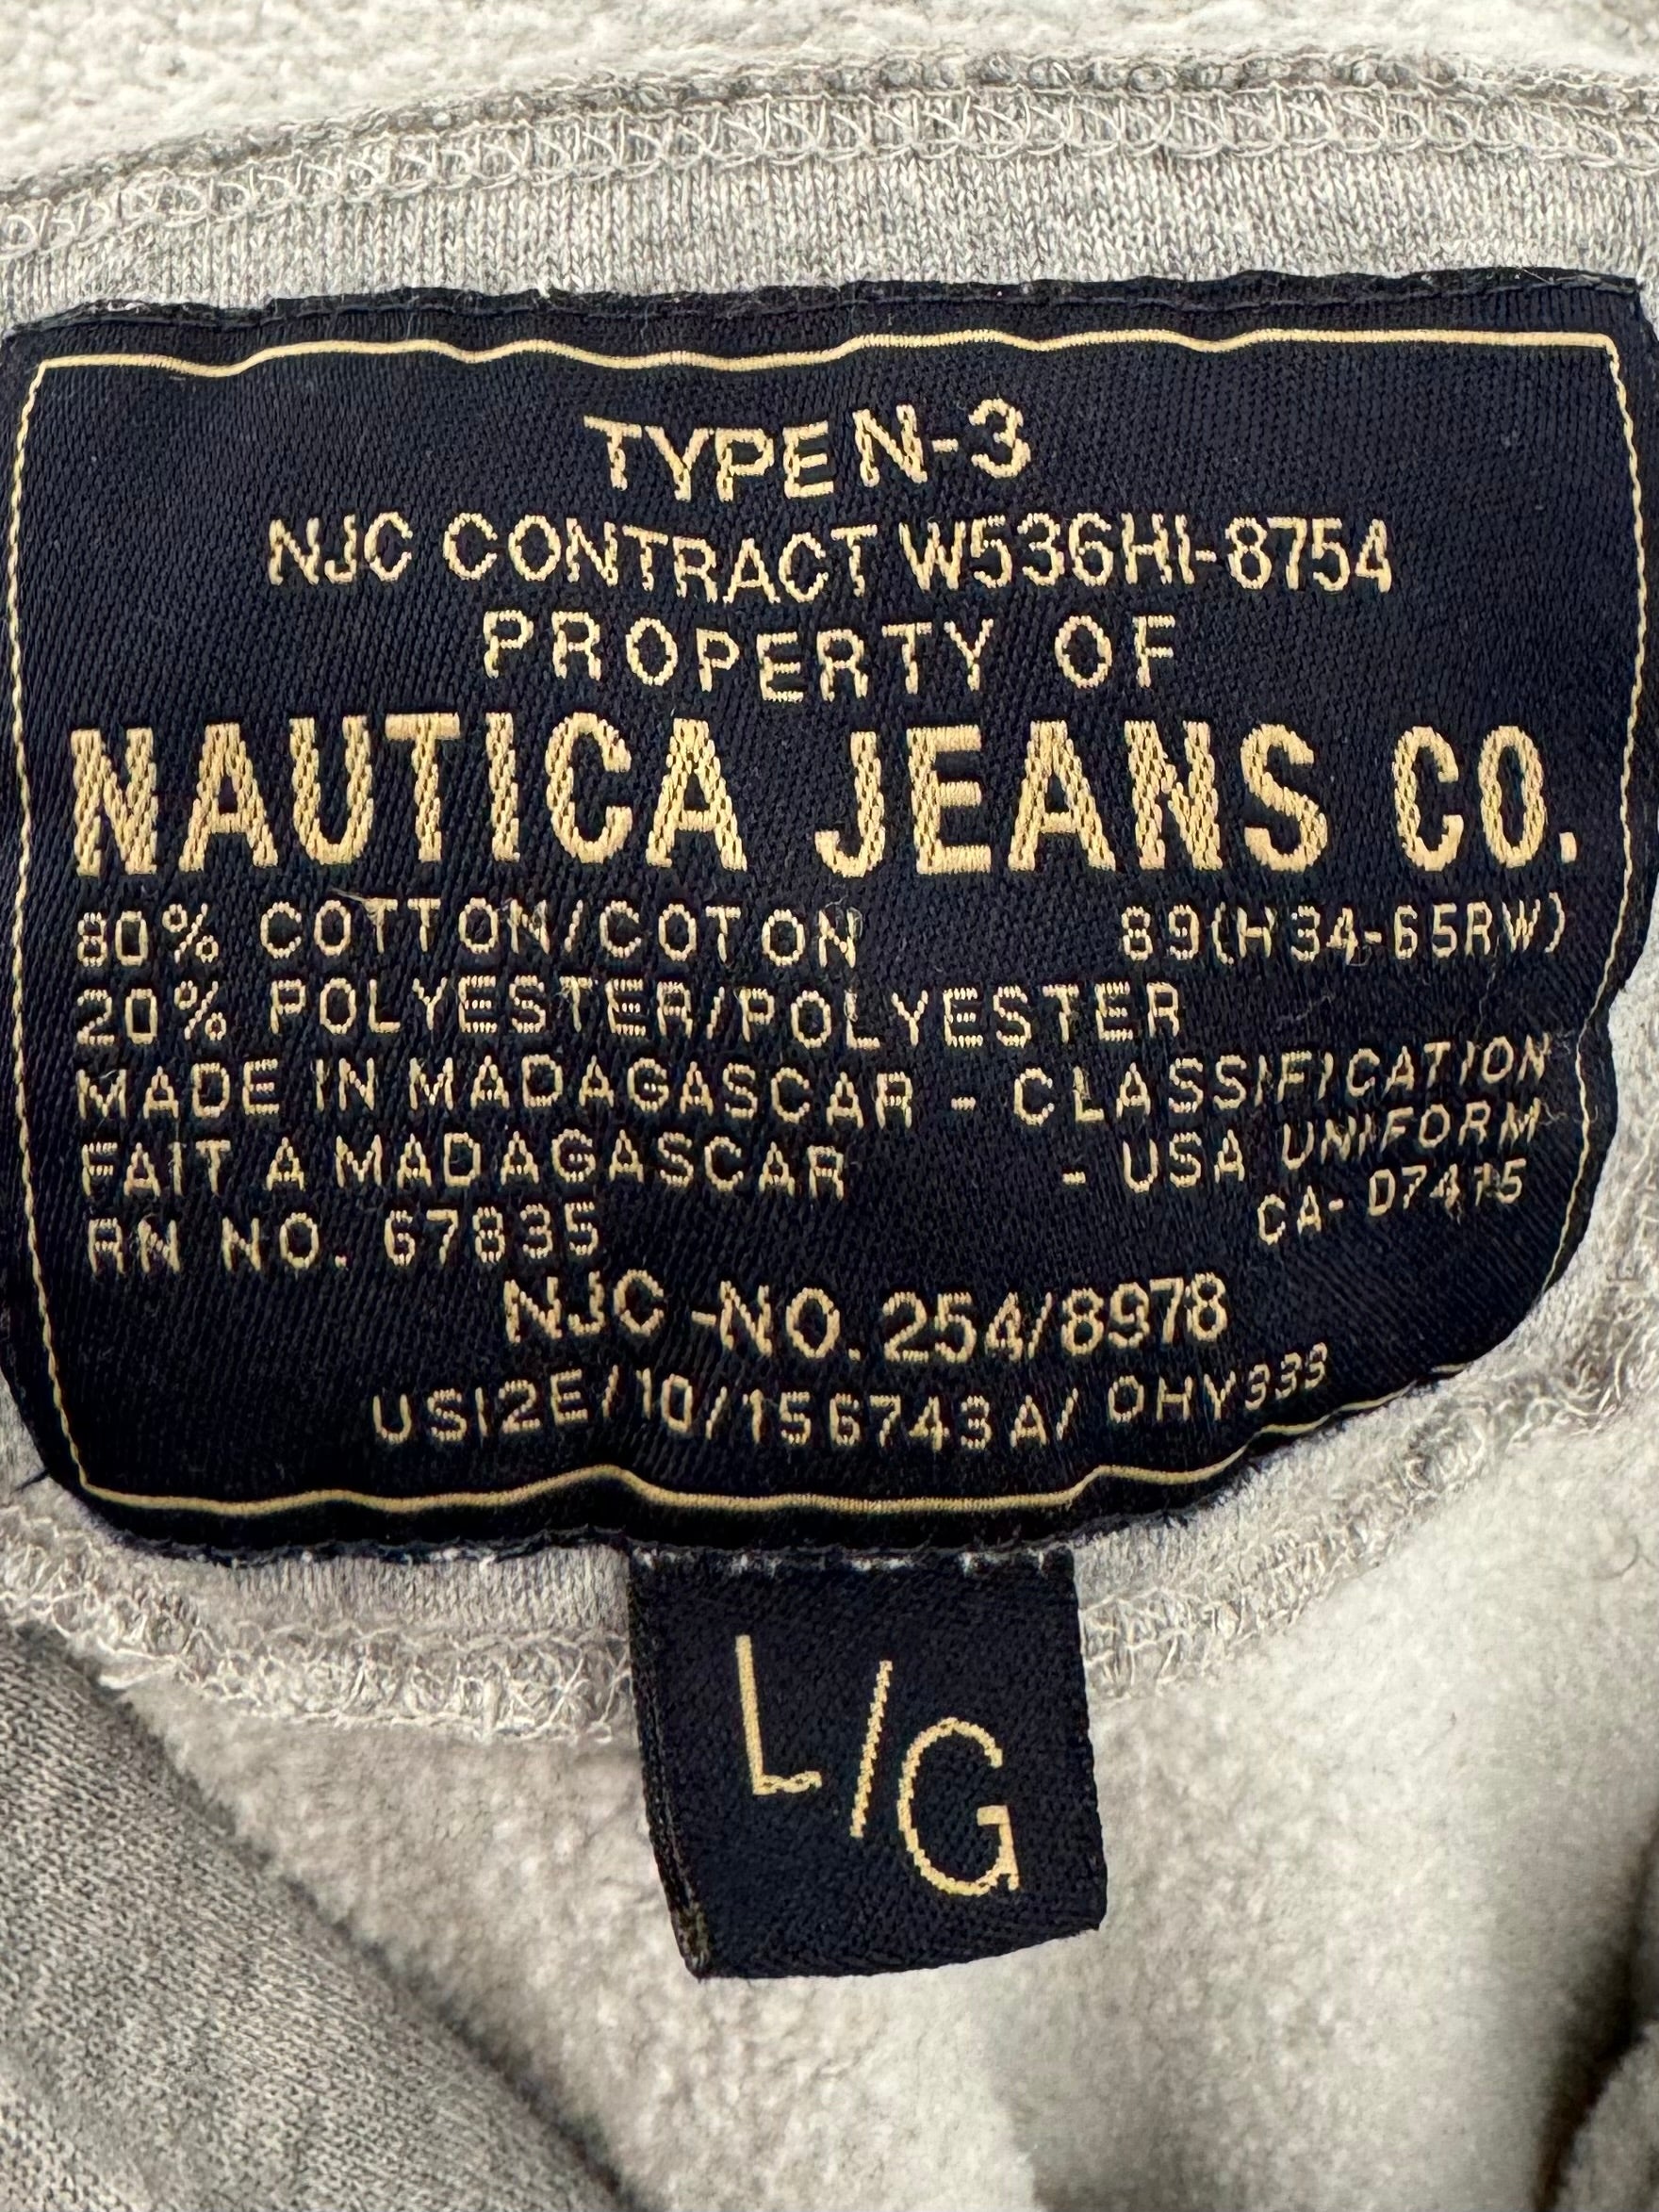 TYPE N-3
NJC CONTRACT W536HI-8754
PROPERTY OF
NAUTICA JEANS CO.
80% COTTON/COTON 89(H34-65RW)
20% POLYESTER/POLYESTER
MADE IN MADAGASCAR - CLASSIFICATION
FAIT A MADAGASCAR - USA UNIFORM
RN NO. 67835 CA- 07415
NJC -NO. 254/8978
USI2E/10/156743A/ OHY333
L/G